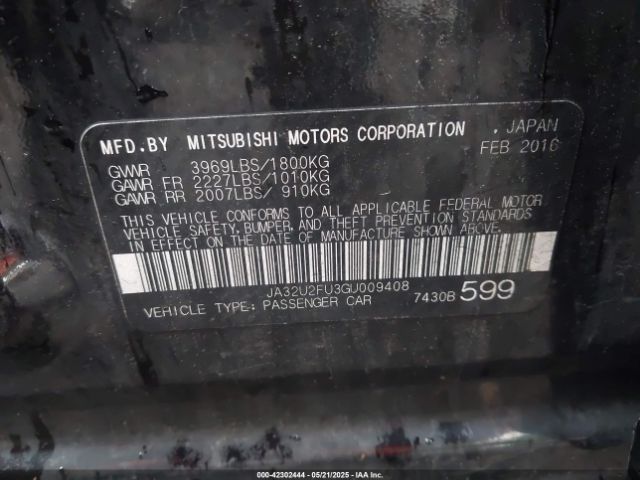 MFD.BY MITSUBISHI MOTORS CORPORATION , JAPAN
FEB 2016
GVWR 3969LBS/1800KG
GAWR FR 2227LBS/1010KG
GAWR RR 2007LBS/ 910KG
THIS VEHICLE CONFORMS TO ALL APPLICABLE FEDERAL MOTOR
VEHICLE SAFETY, BUMPER, AND THEFT PREVENTION STANDARDS
IN EFFECT ON THE DATE OF MANUFACTURE SHOWN ABOVE.
JA32U2FU3GU009408
VEHICLE TYPE: PASSENGER CAR 7430B 599
000-42302444 - 05/21/2025 - IAA Inc.